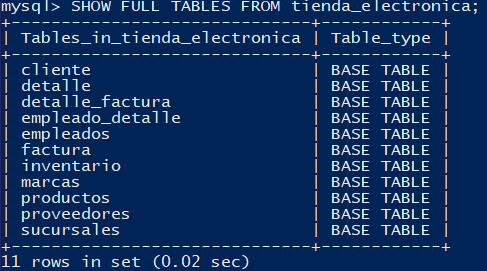 mysql> SHOW FULL TABLES FROM tienda_electronica;
+------------------------------+------------+
| Tables_in_tienda_electronica | Table_type |
+------------------------------+------------+
| cliente                      | BASE TABLE |
| detalle                      | BASE TABLE |
| detalle_factura              | BASE TABLE |
| empleado_detalle             | BASE TABLE |
| empleados                    | BASE TABLE |
| factura                      | BASE TABLE |
| inventario                   | BASE TABLE |
| marcas                       | BASE TABLE |
| productos                    | BASE TABLE |
| proveedores                  | BASE TABLE |
| sucursales                   | BASE TABLE |
+------------------------------+------------+
11 rows in set (0.02 sec)